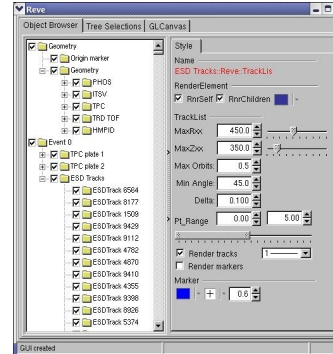 Reve
Object Browser
Tree Selections
GLCanvas
Geometry
Origin marker
Geometry
PHOS
ITSV
TPC
TRD TOF
HMPID
Event 0
TPC plate 1
TPC plate 2
ESD Tracks
ESDTrack 8564
ESDTrack 8177
ESDTrack 1509
ESDTrack 9429
ESDTrack 9112
ESDTrack 4782
ESDTrack 4870
ESDTrack 9410
ESDTrack 4355
ESDTrack 9398
ESDTrack 8926
ESDTrack 5374
Style
Name
ESD Tracks::Reve::TrackLis
RenderElement
RnrSelf RnrChildren
TrackList
MaxRxx 450.0
MaxZxx 350.0
Max Orbits: 0.5
Min Angle: 45.0
Delta: 0.100
Pt_Range 0.00 5.00
Render tracks 1
Render markers
Marker
0.6
GUI created